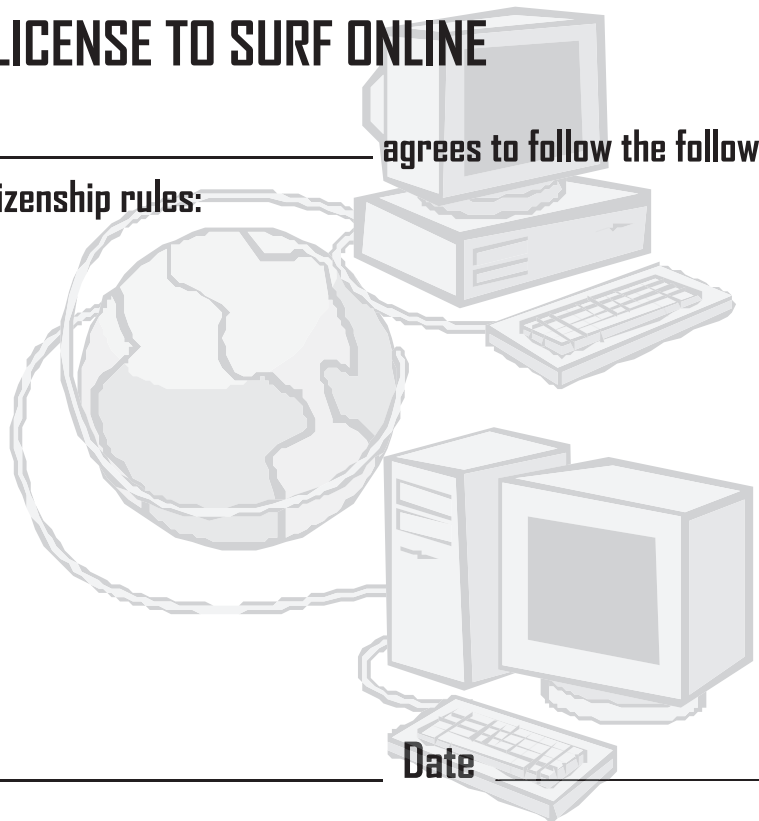 LICENSE TO SURF ONLINE
agrees to follow the follow
izenship rules:
Date